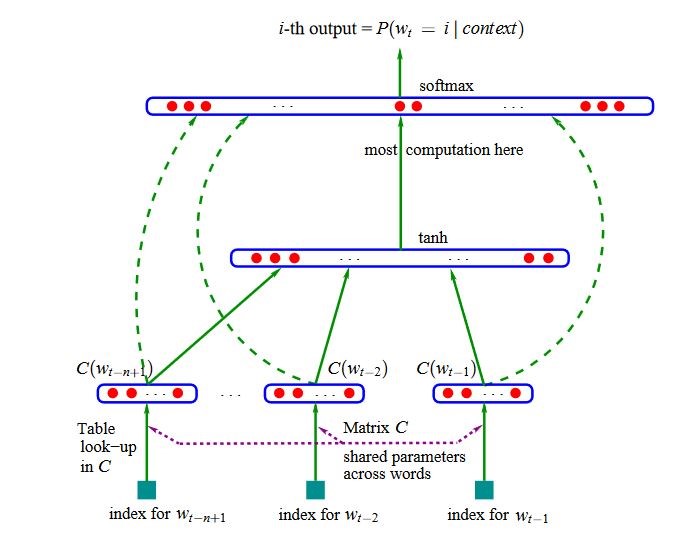 i-th output = P(w_t = i | context)
softmax
. . .
. . .
most computation here
tanh
. . .
. . .
C(w_{t−n+1})
C(w_{t−2})
C(w_{t−1})
. . .
. . .
. . .
. . .
Table
look−up
in C
Matrix C
shared parameters
across words
index for w_{t−n+1}
index for w_{t−2}
index for w_{t−1}